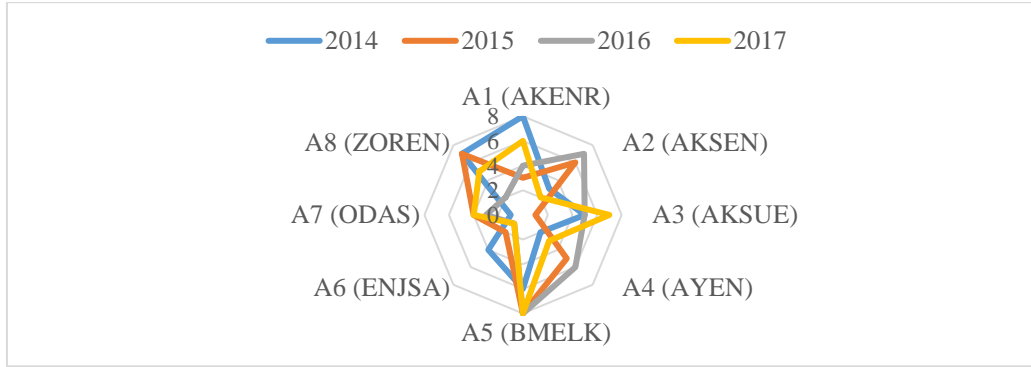 2014 2015 2016 2017
A1 (AKENR)
8
A8 (ZOREN) 6 A2 (AKSEN)
4
2
A7 (ODAS) 0 A3 (AKSUE)
A6 (ENJSA) A4 (AYEN)
A5 (BMELK)